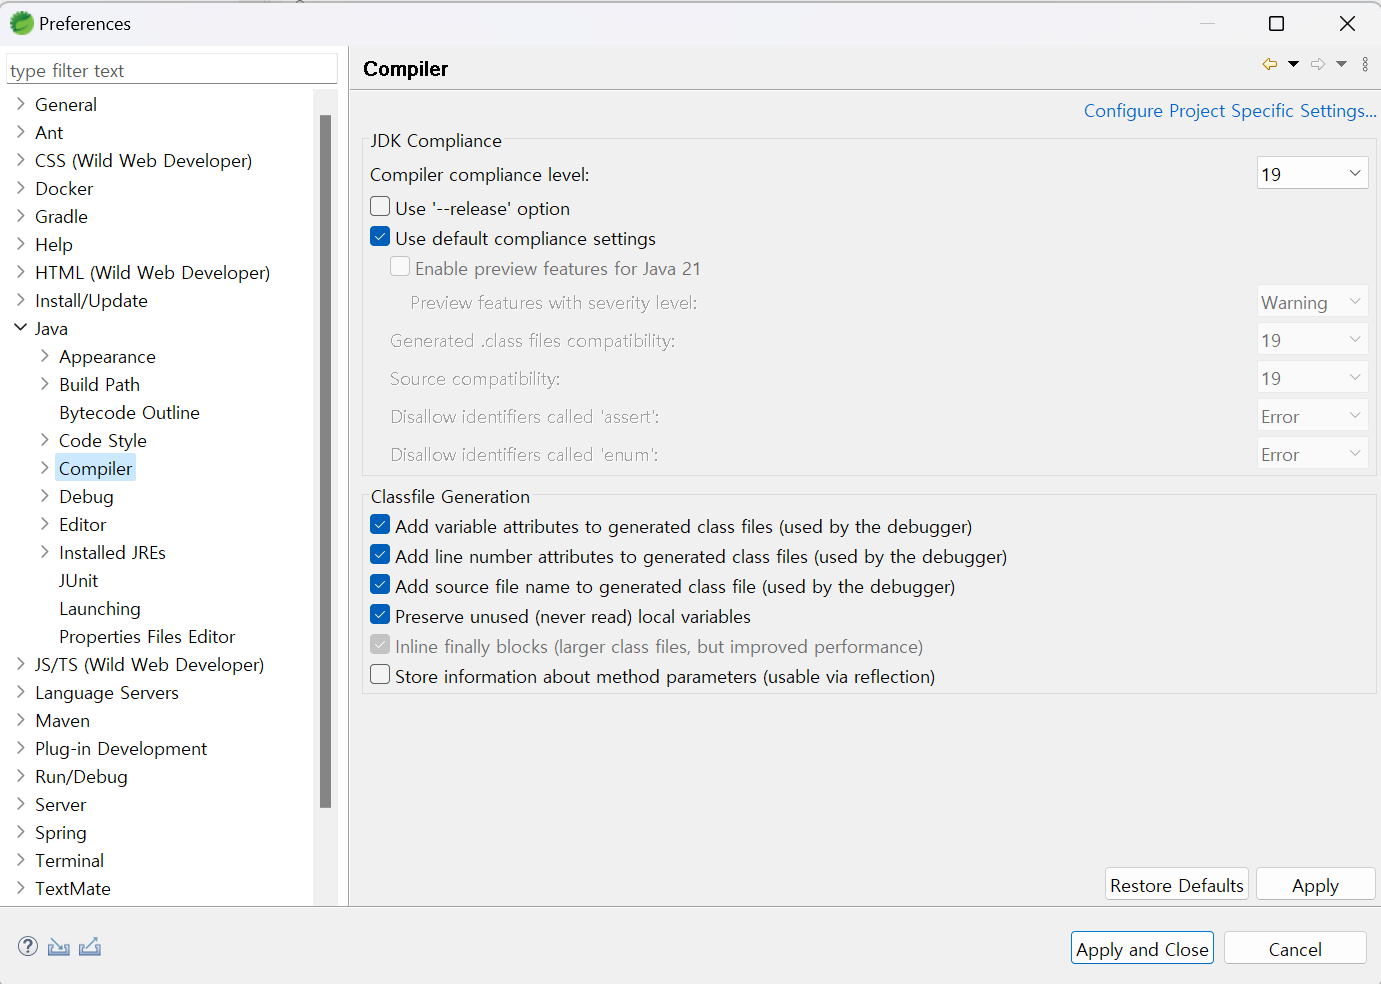 Preferences
type filter text
General
Ant
CSS (Wild Web Developer)
Docker
Gradle
Help
HTML (Wild Web Developer)
Install/Update
Java
Appearance
Build Path
Bytecode Outline
Code Style
Compiler
Debug
Editor
Installed JREs
JUnit
Launching
Properties Files Editor
JS/TS (Wild Web Developer)
Language Servers
Maven
Plug-in Development
Run/Debug
Server
Spring
Terminal
TextMate
Compiler
Configure Project Specific Settings...
JDK Compliance
Compiler compliance level: 19
Use '--release' option
Use default compliance settings
Enable preview features for Java 21
Preview features with severity level: Warning
Generated .class files compatibility: 19
Source compatibility: 19
Disallow identifiers called 'assert': Error
Disallow identifiers called 'enum': Error
Classfile Generation
Add variable attributes to generated class files (used by the debugger)
Add line number attributes to generated class files (used by the debugger)
Add source file name to generated class file (used by the debugger)
Preserve unused (never read) local variables
Inline finally blocks (larger class files, but improved performance)
Store information about method parameters (usable via reflection)
Restore Defaults Apply
? Apply and Close Cancel